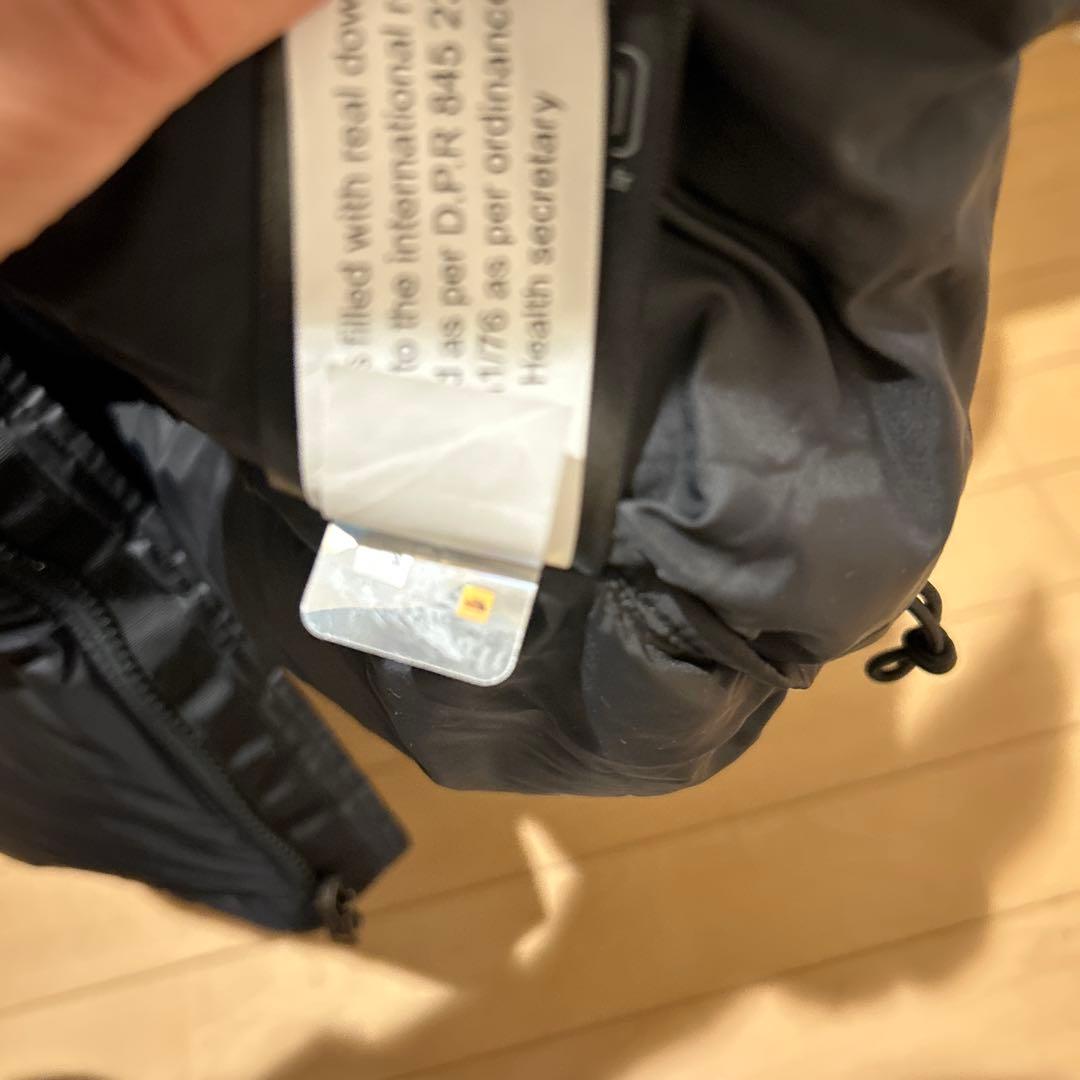 filled with real dow
to the international
as per D.P.R 845 2
1/76 as per ordinance
Health secretary